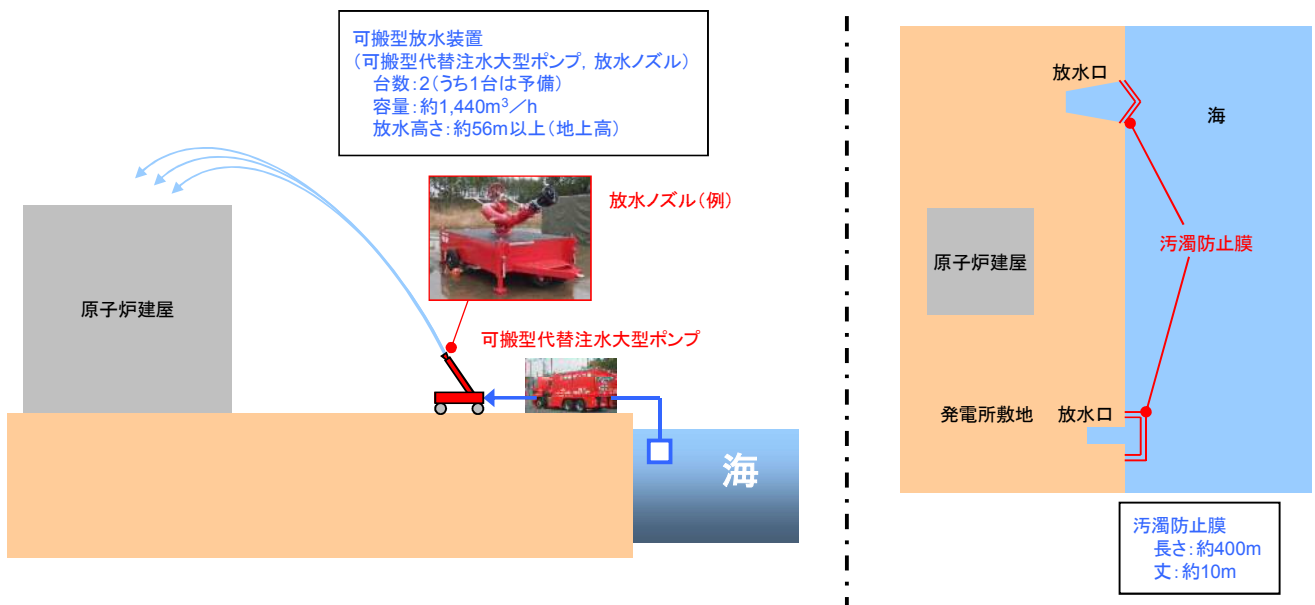 可搬型放水装置
(可搬型代替注水大型ポンプ, 放水ノズル)
台数:2(うち1台は予備)
容量:約1,440m³/h
放水高さ:約56m以上(地上高)
放水ノズル(例)
原子炉建屋
可搬型代替注水大型ポンプ
海
放水口
海
汚濁防止膜
原子炉建屋
発電所敷地
放水口
汚濁防止膜
長さ:約400m
丈:約10m